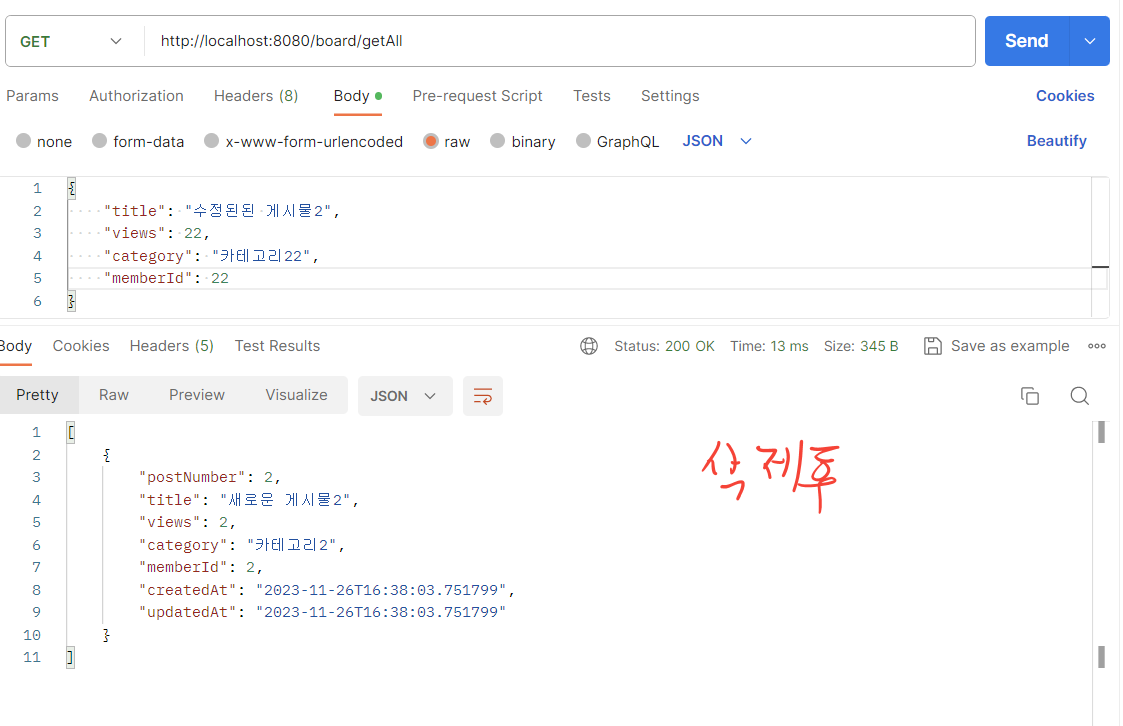 GET http://localhost:8080/board/getAll Send
Params Authorization Headers (8) Body Pre-request Script Tests Settings Cookies
none form-data x-www-form-urlencoded raw binary GraphQL JSON Beautify
1 {
2 "title": "수정된된 게시물2",
3 "views": 22,
4 "category": "카테고리22",
5 "memberId": 22
6 }
Body Cookies Headers (5) Test Results Status: 200 OK Time: 13 ms Size: 345 B Save as example
Pretty Raw Preview Visualize JSON
1 [
2 {
3 "postNumber": 2,
4 "title": "새로운 게시물2",
5 "views": 2,
6 "category": "카테고리2",
7 "memberId": 2,
8 "createdAt": "2023-11-26T16:38:03.751799",
9 "updatedAt": "2023-11-26T16:38:03.751799"
10 }
11 ]
삭제후